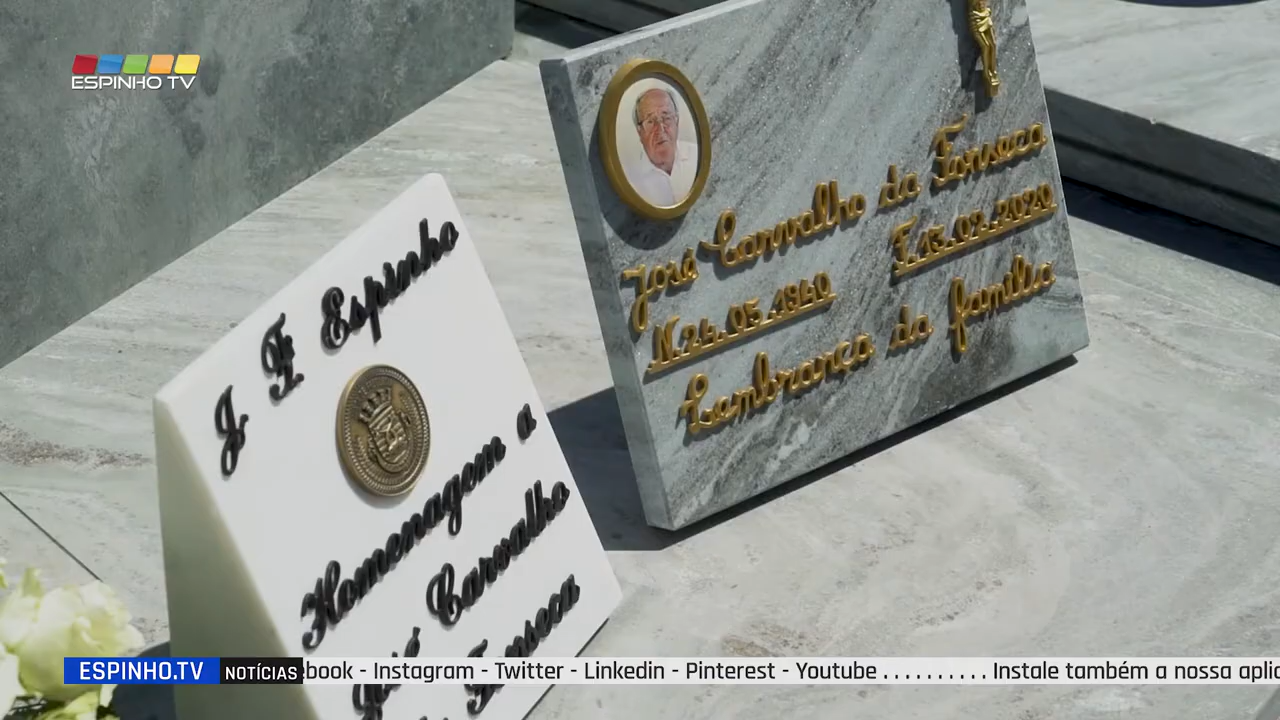 ESPINHO TV
José Carvalho da Fonseca
N.24.05.1940 F.13.02.2020
Lembrança da família
J F Espinho
Homenagem a
José Carvalho
Fonseca
ESPINHO.TV NOTÍCIAS book - Instagram - Twitter - Linkedin - Pinterest - Youtube . . . . . . . . . . Instale também a nossa aplic